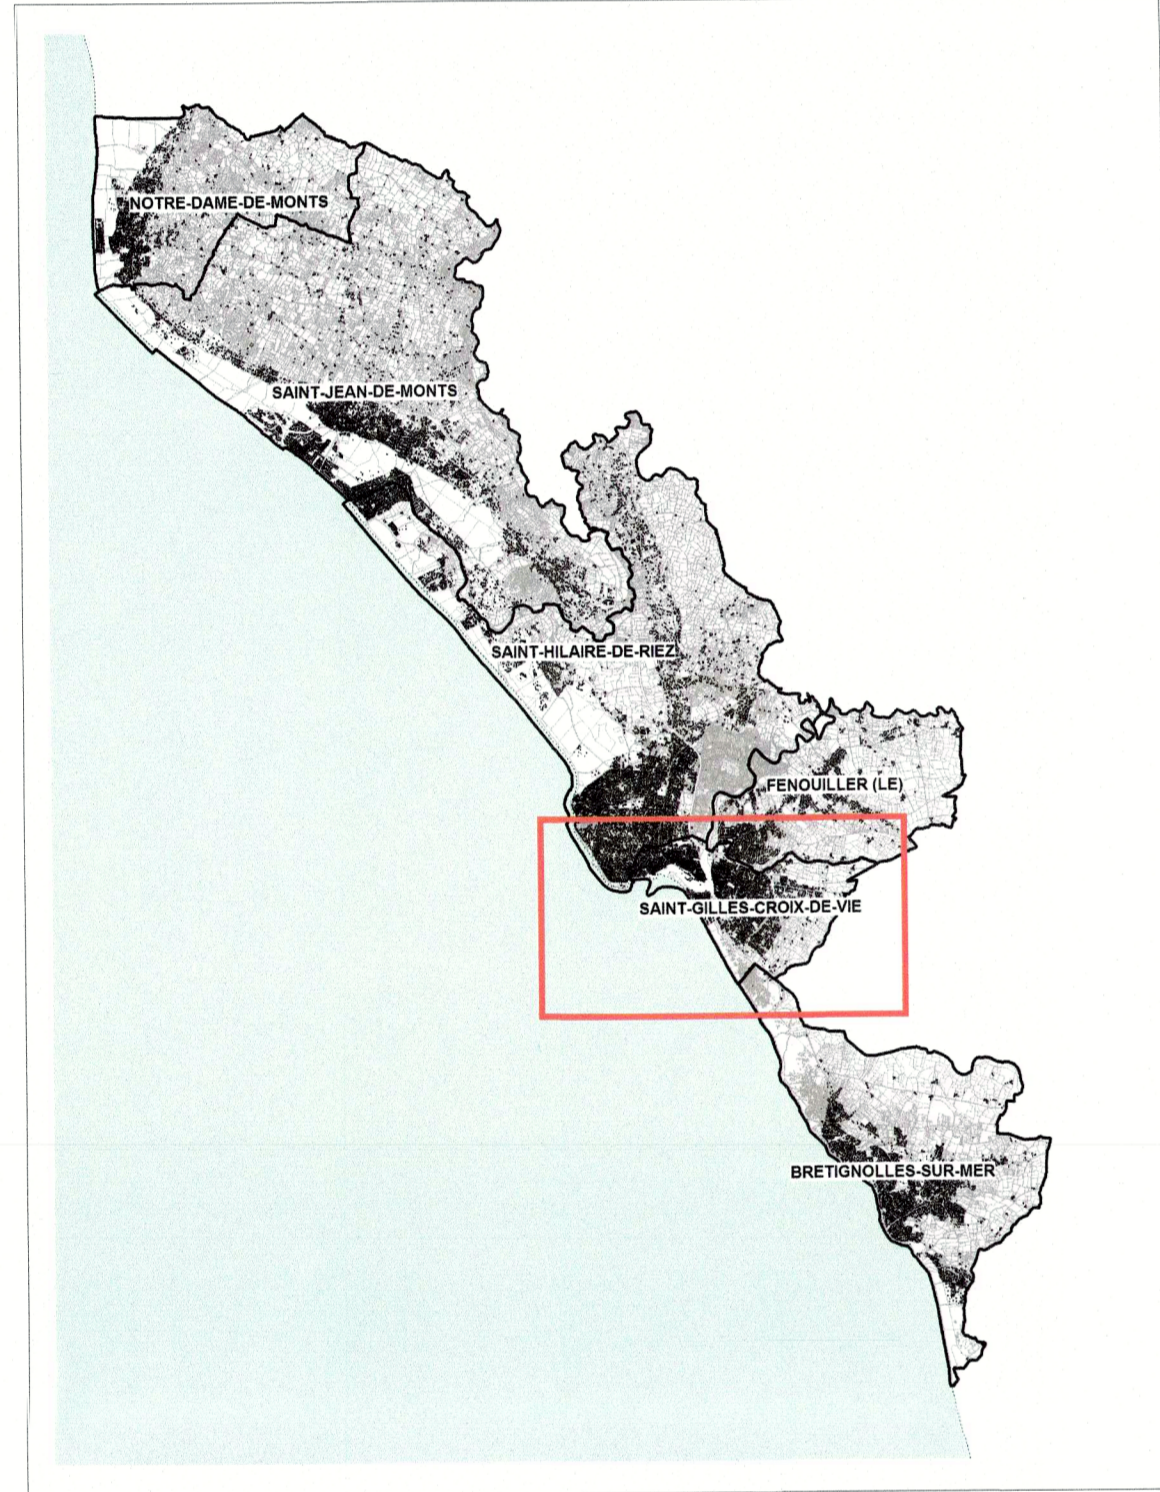 NOTRE-DAME-DE-MONTS
SAINT-JEAN-DE-MONTS
SAINT-HILAIRE-DE-RIEZ
FENOUILLER (LE)
SAINT-GILLES-CROIX-DE-VIE
BRETIGNOLLES-SUR-MER